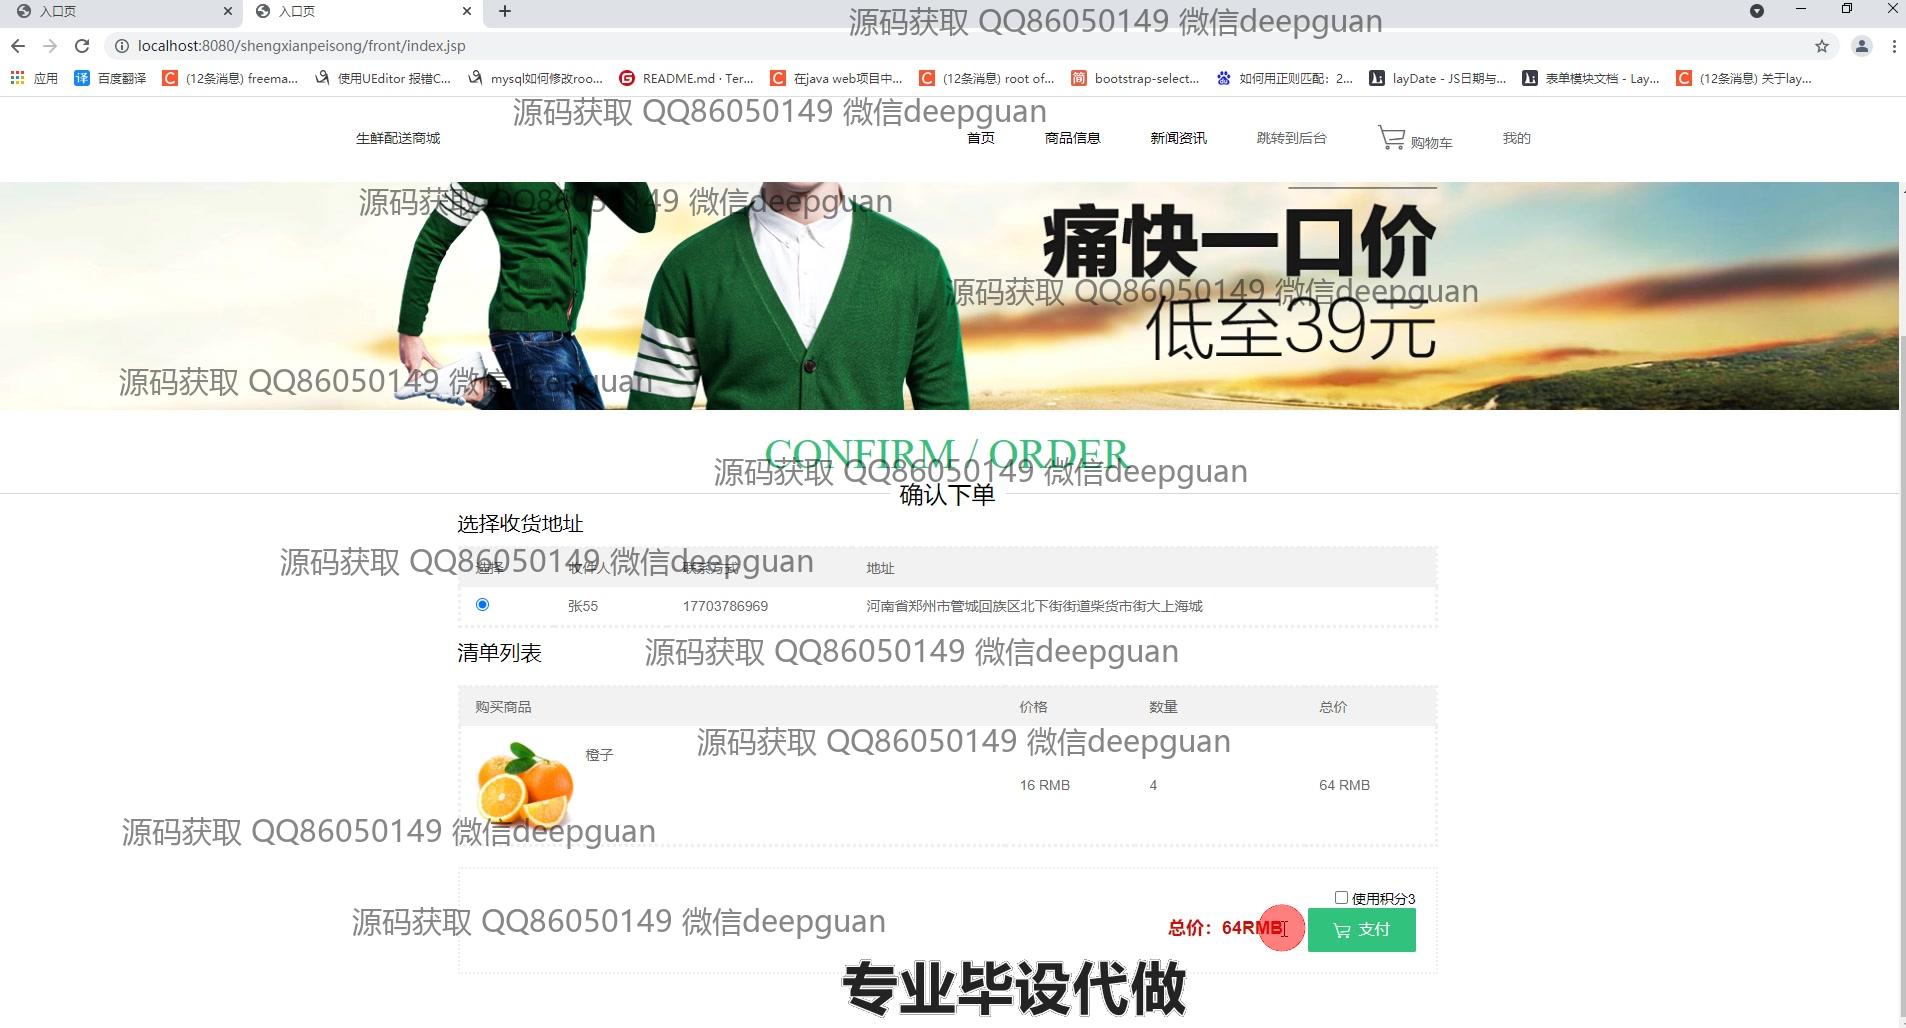 入口页
入口页
源码获取 QQ86050149 微信deepguan
localhost:8080/shengxianpeisong/front/index.jsp
应用
百度翻译
(12条消息) freema...
使用UEditor 报错C...
mysql如何修改roo...
README.md · Ter...
在java web项目中...
(12条消息) root of...
bootstrap-select...
如何用正则匹配：2...
layDate - JS日期与...
表单模块文档 - Lay...
(12条消息) 关于lay...
源码获取 QQ86050149 微信deepguan
生鲜配送商城
首页
商品信息
新闻资讯
跳转到后台
购物车
我的
源码获取 QQ86050149 微信deepguan
痛快一口价
源码获取 QQ86050149 微信deepguan
低至39元
源码获取 QQ86050149 微信deepguan
CONFIRM / ORDER
源码获取 QQ86050149 微信deepguan
确认下单
选择收货地址
源码获取 QQ86050149 微信deepguan
选择
收件人
联系方式
地址
张55
17703786969
河南省郑州市管城回族区北下街街道柴货市街大上海城
清单列表
源码获取 QQ86050149 微信deepguan
购买商品
价格
数量
总价
源码获取 QQ86050149 微信deepguan
橙子
16 RMB
4
64 RMB
源码获取 QQ86050149 微信deepguan
使用积分3
源码获取 QQ86050149 微信deepguan
总价：64RMB
支付
专业毕设代做